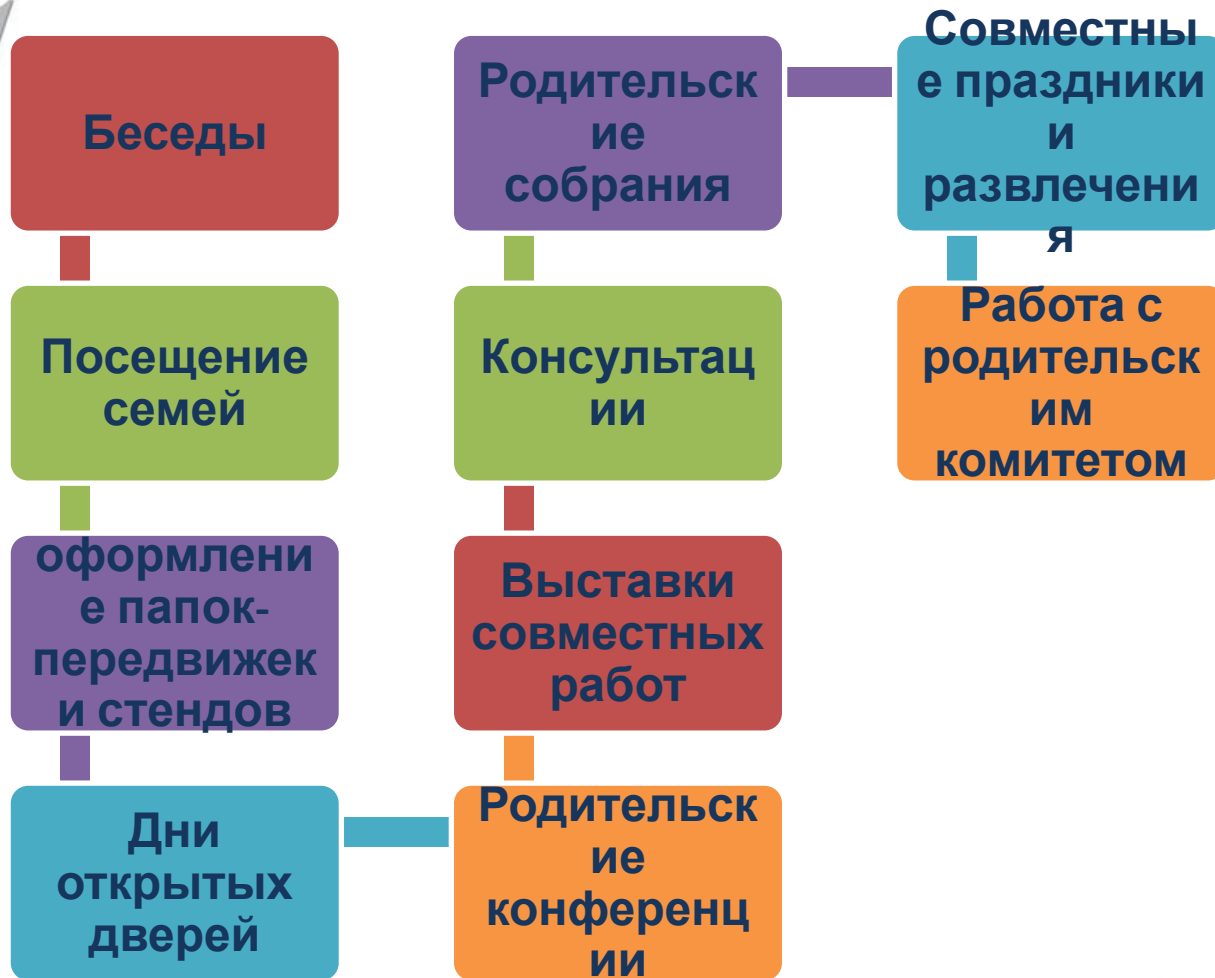 Беседы
Посещение
семей
оформлени
е папок-
передвижек
и стендов
Дни
открытых
дверей
Родительск
ие
конференц
ии
Выставки
совместных
работ
Консультац
ии
Родительск
ие
собрания
Совместны
е праздники
и
развлечени
я
Работа с
родительск
им
комитетом